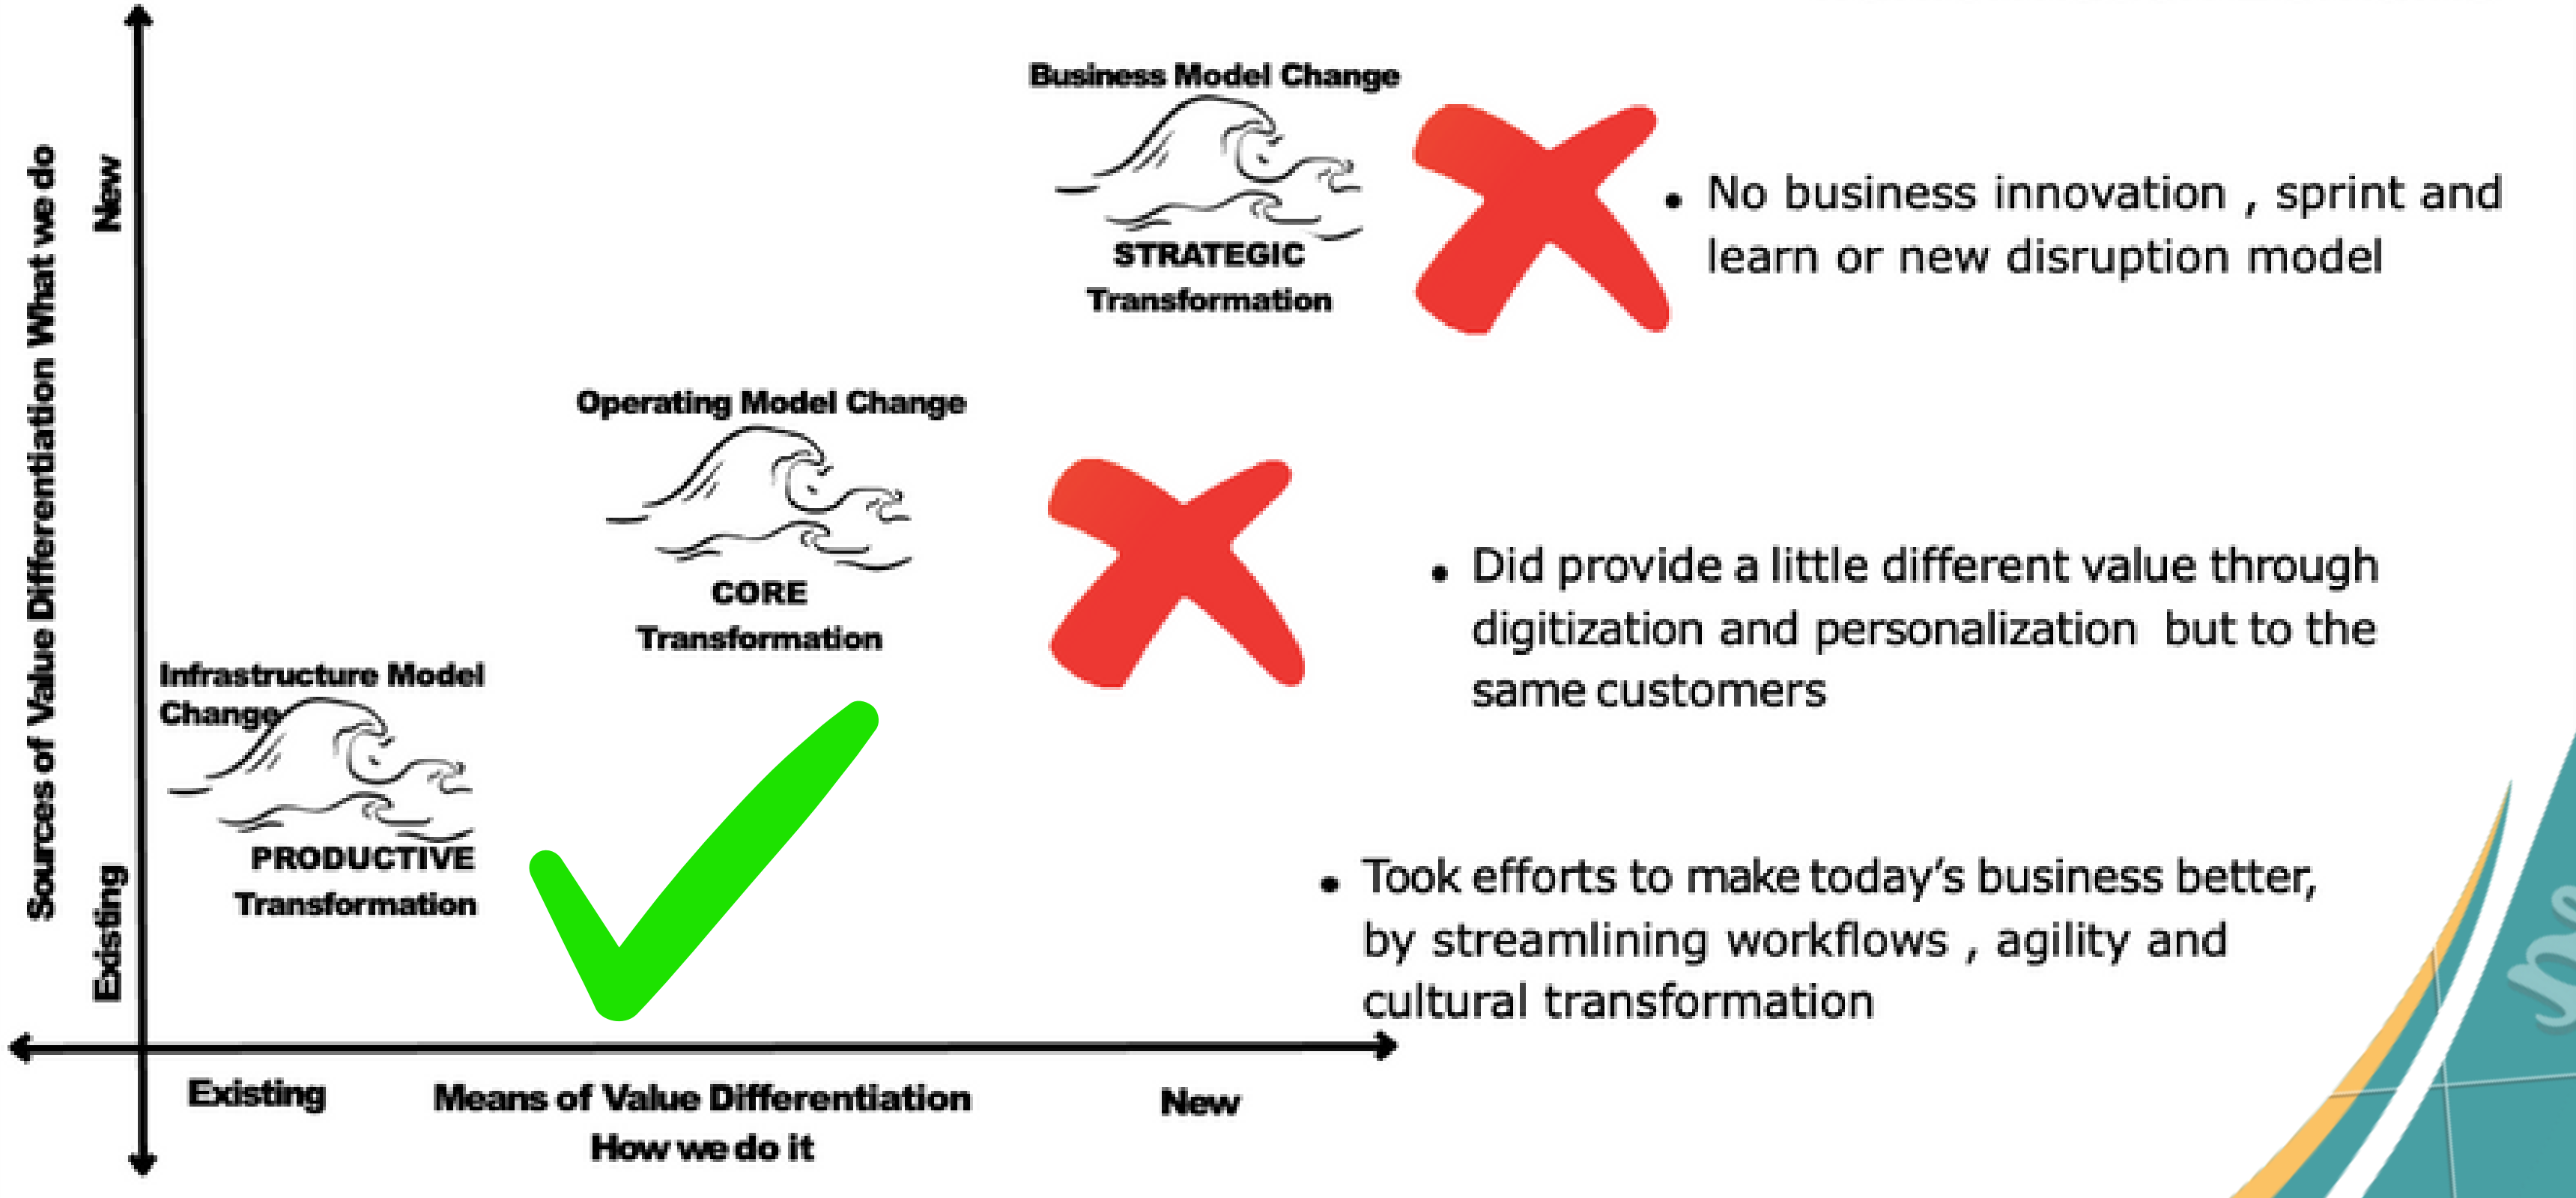 Business Model Change
STRATEGIC
Transformation
• No business innovation , sprint and
learn or new disruption model
Operating Model Change
CORE
Transformation
• Did provide a little different value through
digitization and personalization but to the
same customers
Infrastructure Model
Change
PRODUCTIVE
Transformation
• Took efforts to make today’s business better,
by streamlining workflows , agility and
cultural transformation
Sources of Value Differentiation What we do
New
Existing
Existing
Means of Value Differentiation
How we do it
New